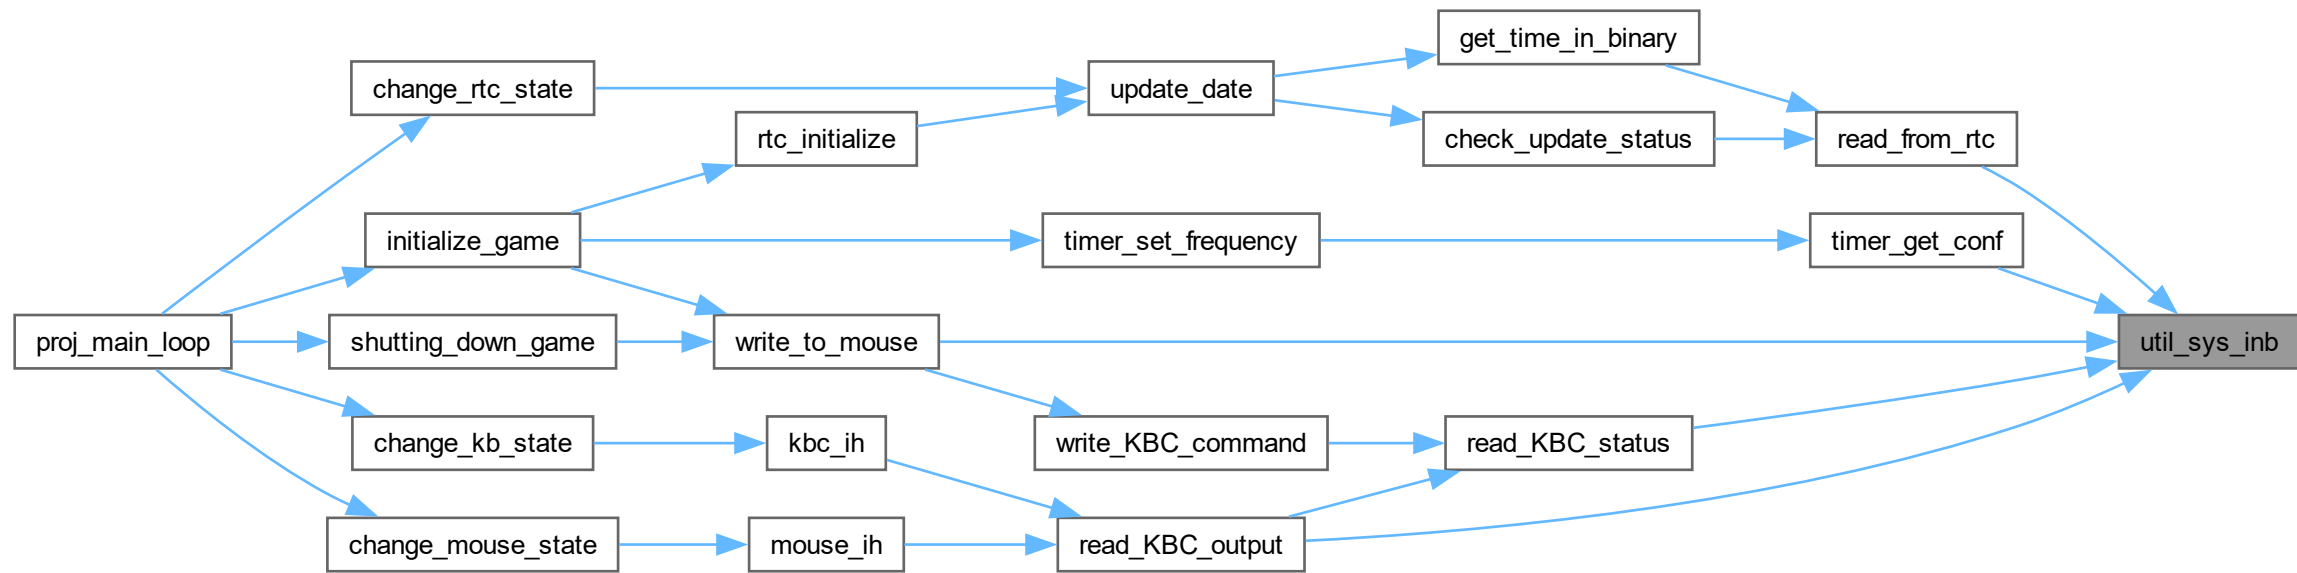 get_time_in_binary
change_rtc_state
update_date
rtc_initialize
check_update_status
read_from_rtc
initialize_game
timer_set_frequency
timer_get_conf
proj_main_loop
shutting_down_game
write_to_mouse
util_sys_inb
change_kb_state
kbc_ih
write_KBC_command
read_KBC_status
change_mouse_state
mouse_ih
read_KBC_output